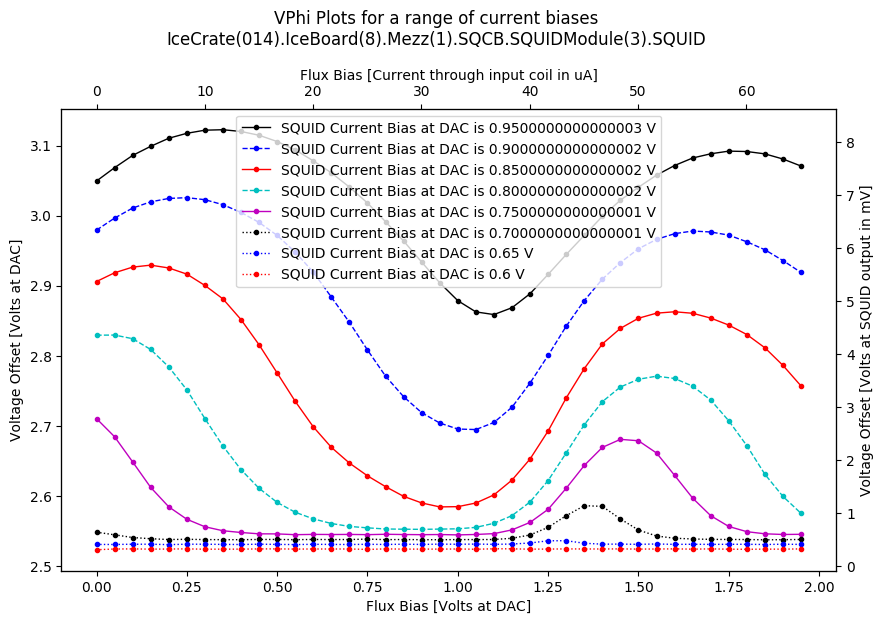 VPhi Plots for a range of current biases
IceCrate(014).IceBoard(8).Mezz(1).SQCB.SQUIDModule(3).SQUID
Flux Bias [Current through input coil in uA]
0 10 20 30 40 50 60
SQUID Current Bias at DAC is 0.9500000000000003 V
SQUID Current Bias at DAC is 0.9000000000000002 V
SQUID Current Bias at DAC is 0.8500000000000002 V
SQUID Current Bias at DAC is 0.8000000000000002 V
SQUID Current Bias at DAC is 0.7500000000000001 V
SQUID Current Bias at DAC is 0.7000000000000001 V
SQUID Current Bias at DAC is 0.65 V
SQUID Current Bias at DAC is 0.6 V
Voltage Offset [Volts at DAC]
3.1
3.0
2.9
2.8
2.7
2.6
2.5
Voltage Offset [Volts at SQUID output in mV]
8
7
6
5
4
3
2
1
0
0.00 0.25 0.50 0.75 1.00 1.25 1.50 1.75 2.00
Flux Bias [Volts at DAC]